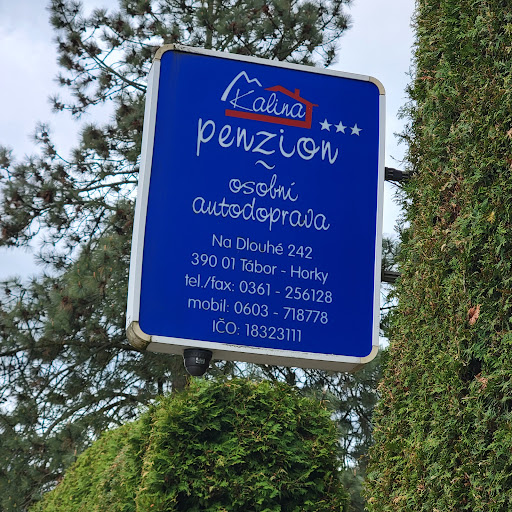 Kalina
penzion ***
~
osobní
autodoprava
Na Dlouhé 242
390 01 Tábor - Horky
tel./fax: 0361 - 256128
mobil: 0603 - 718778
IČO: 18323111